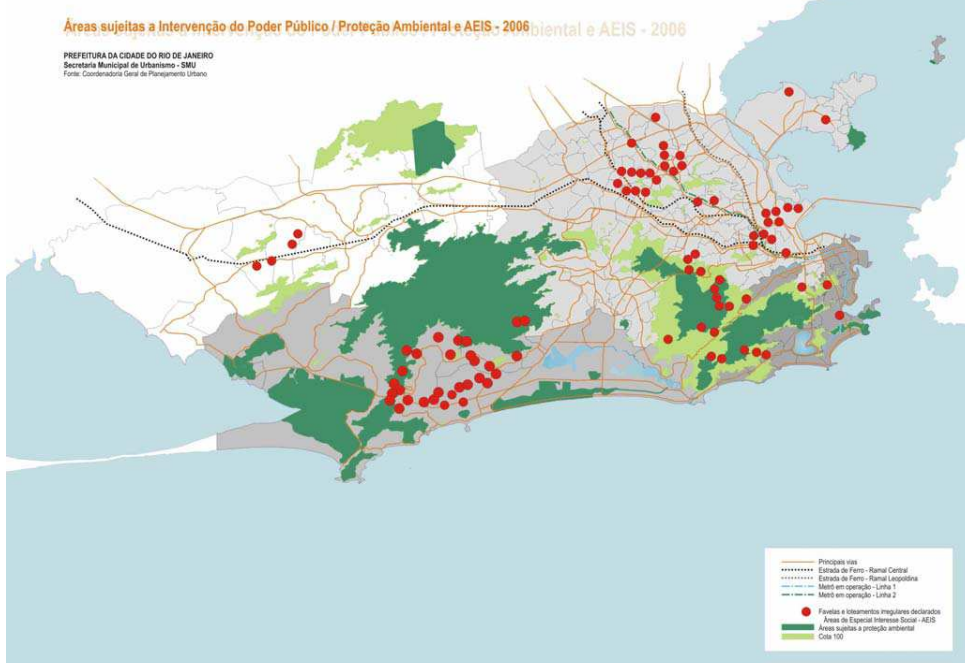 Áreas sujeitas a Intervenção do Poder Público / Proteção Ambiental e AEIS - 2006
PREFEITURA DA CIDADE DO RIO DE JANEIRO
Secretaria Municipal de Urbanismo - SMU
Fonte: Coordenadoria Geral de Planejamento Urbano
Principais vias
Estrada de Ferro - Ramal Central
Estrada de Ferro - Ramal Leopoldina
Metrô em operação - Linha 1
Metrô em operação - Linha 2
Favelas e loteamentos irregulares declarados
Áreas de Especial Interesse Social - AEIS
Áreas sujeitas a proteção ambiental
Cota 100